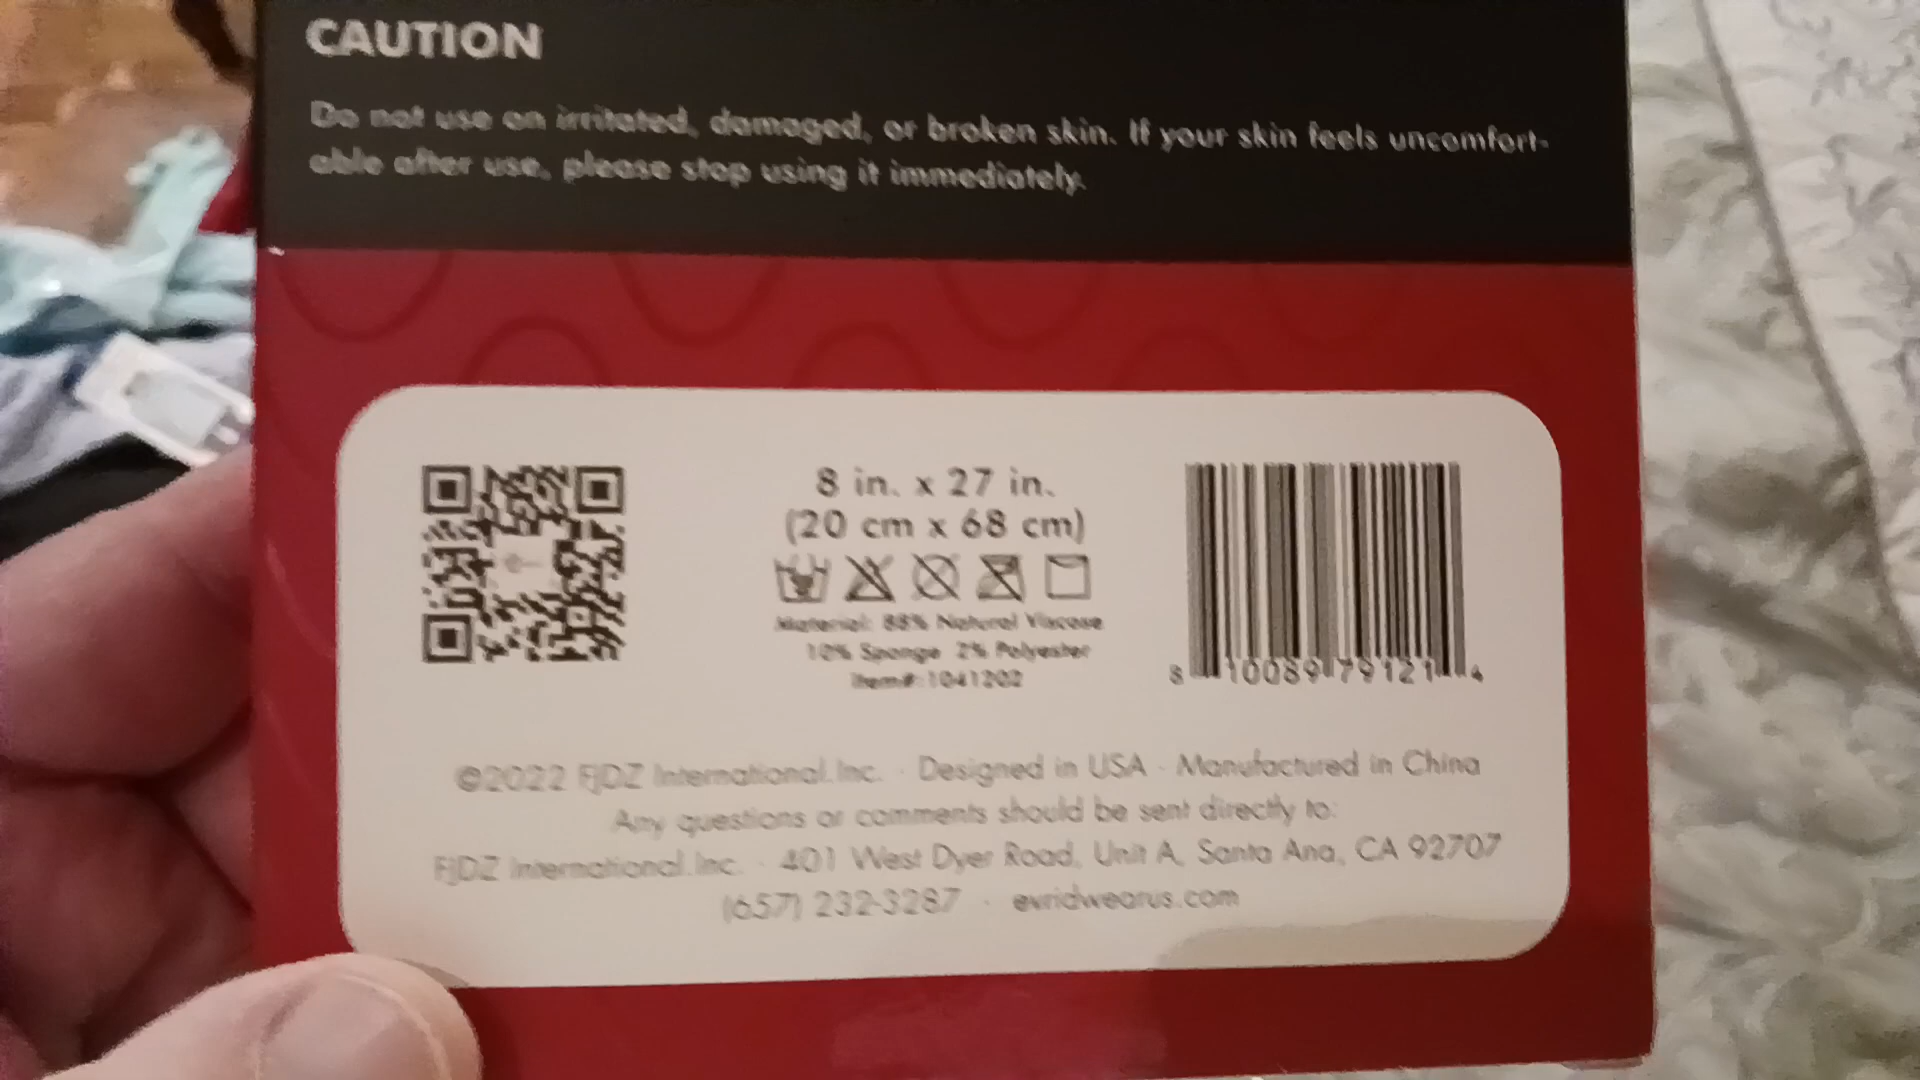 CAUTION
Do not use on irritated, damaged, or broken skin. If your skin feels uncomfort-
able after use, please stop using it immediately.
8 in. x 27 in.
(20 cm x 68 cm)
Material: 88% Natural Viscose
10% Sponge 2% Polyester
Item#:1041202
8 10089 79121 4
©2022 FJDZ International.Inc. · Designed in USA · Manufactured in China
Any questions or comments should be sent directly to:
FJDZ International.Inc. · 401 West Dyer Road, Unit A, Santa Ana, CA 92707
(657) 232-3287 · evridwearus.com